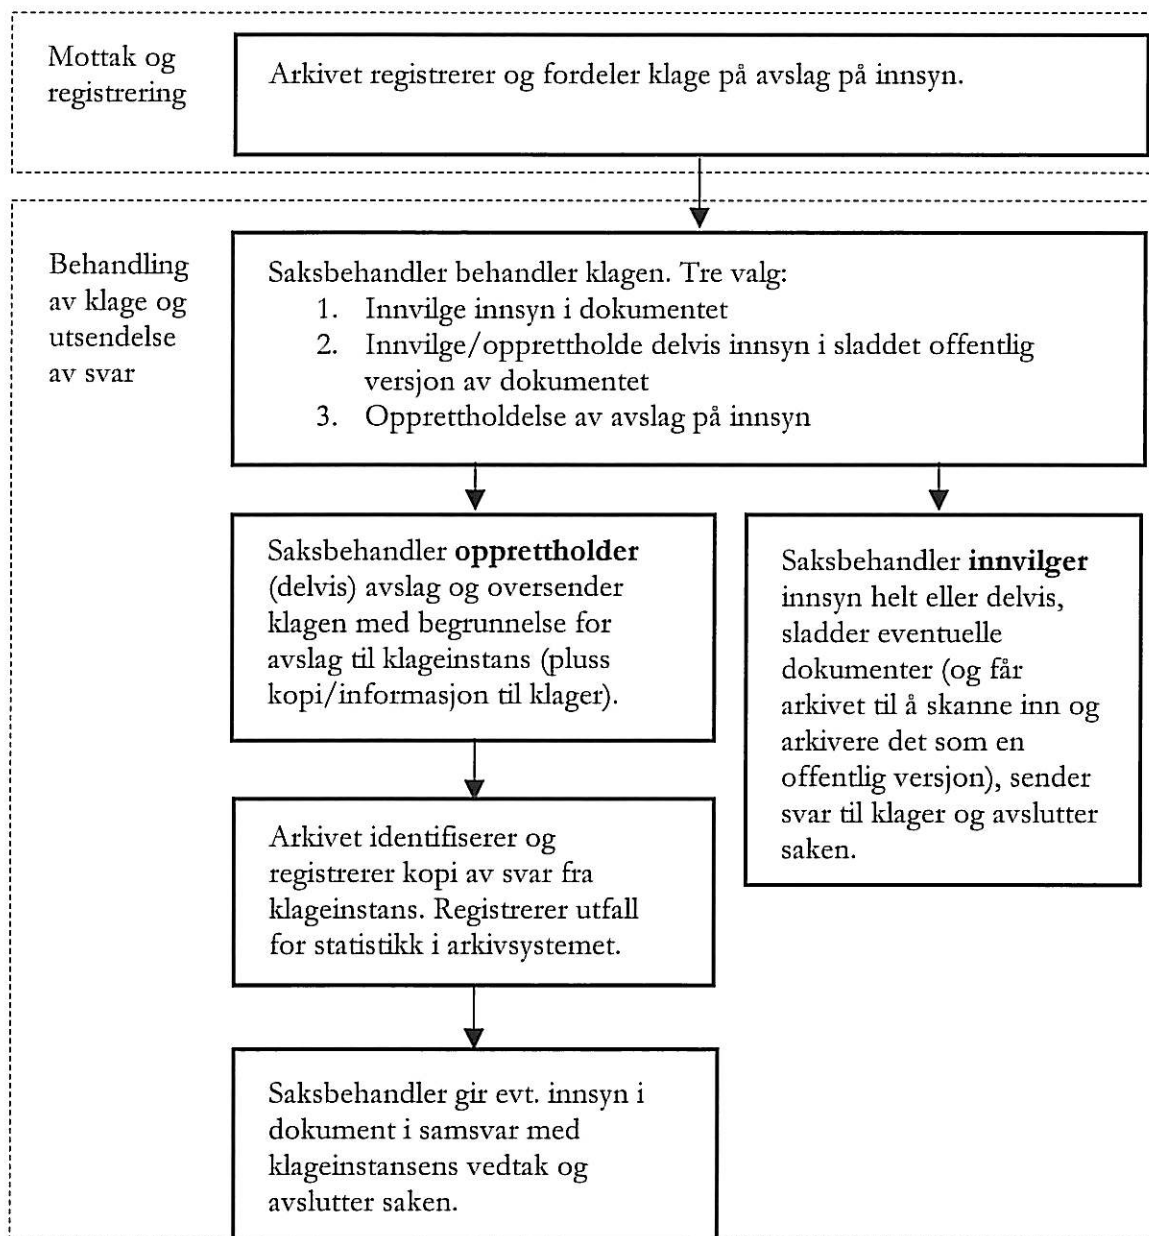 Mottak og
registrering
Arkivet registrerer og fordeler klage på avslag på innsyn.
Behandling
av klage og
utsendelse
av svar
Saksbehandler behandler klagen. Tre valg:
1. Innvilge innsyn i dokumentet
2. Innvilge/opprettholde delvis innsyn i sladdet offentlig
versjon av dokumentet
3. Opprettholdelse av avslag på innsyn
Saksbehandler opprettholder
(delvis) avslag og oversender
klagen med begrunnelse for
avslag til klageinstans (pluss
kopi/informasjon til klager).
Saksbehandler innvilger
innsyn helt eller delvis,
sladder eventuelle
dokumenter (og får
arkivet til å skanne inn og
arkivere det som en
offentlig versjon), sender
svar til klager og avslutter
saken.
Arkivet identifiserer og
registrerer kopi av svar fra
klageinstans. Registrerer utfall
for statistikk i arkivsystemet.
Saksbehandler gir evt. innsyn i
dokument i samsvar med
klageinstansens vedtak og
avslutter saken.